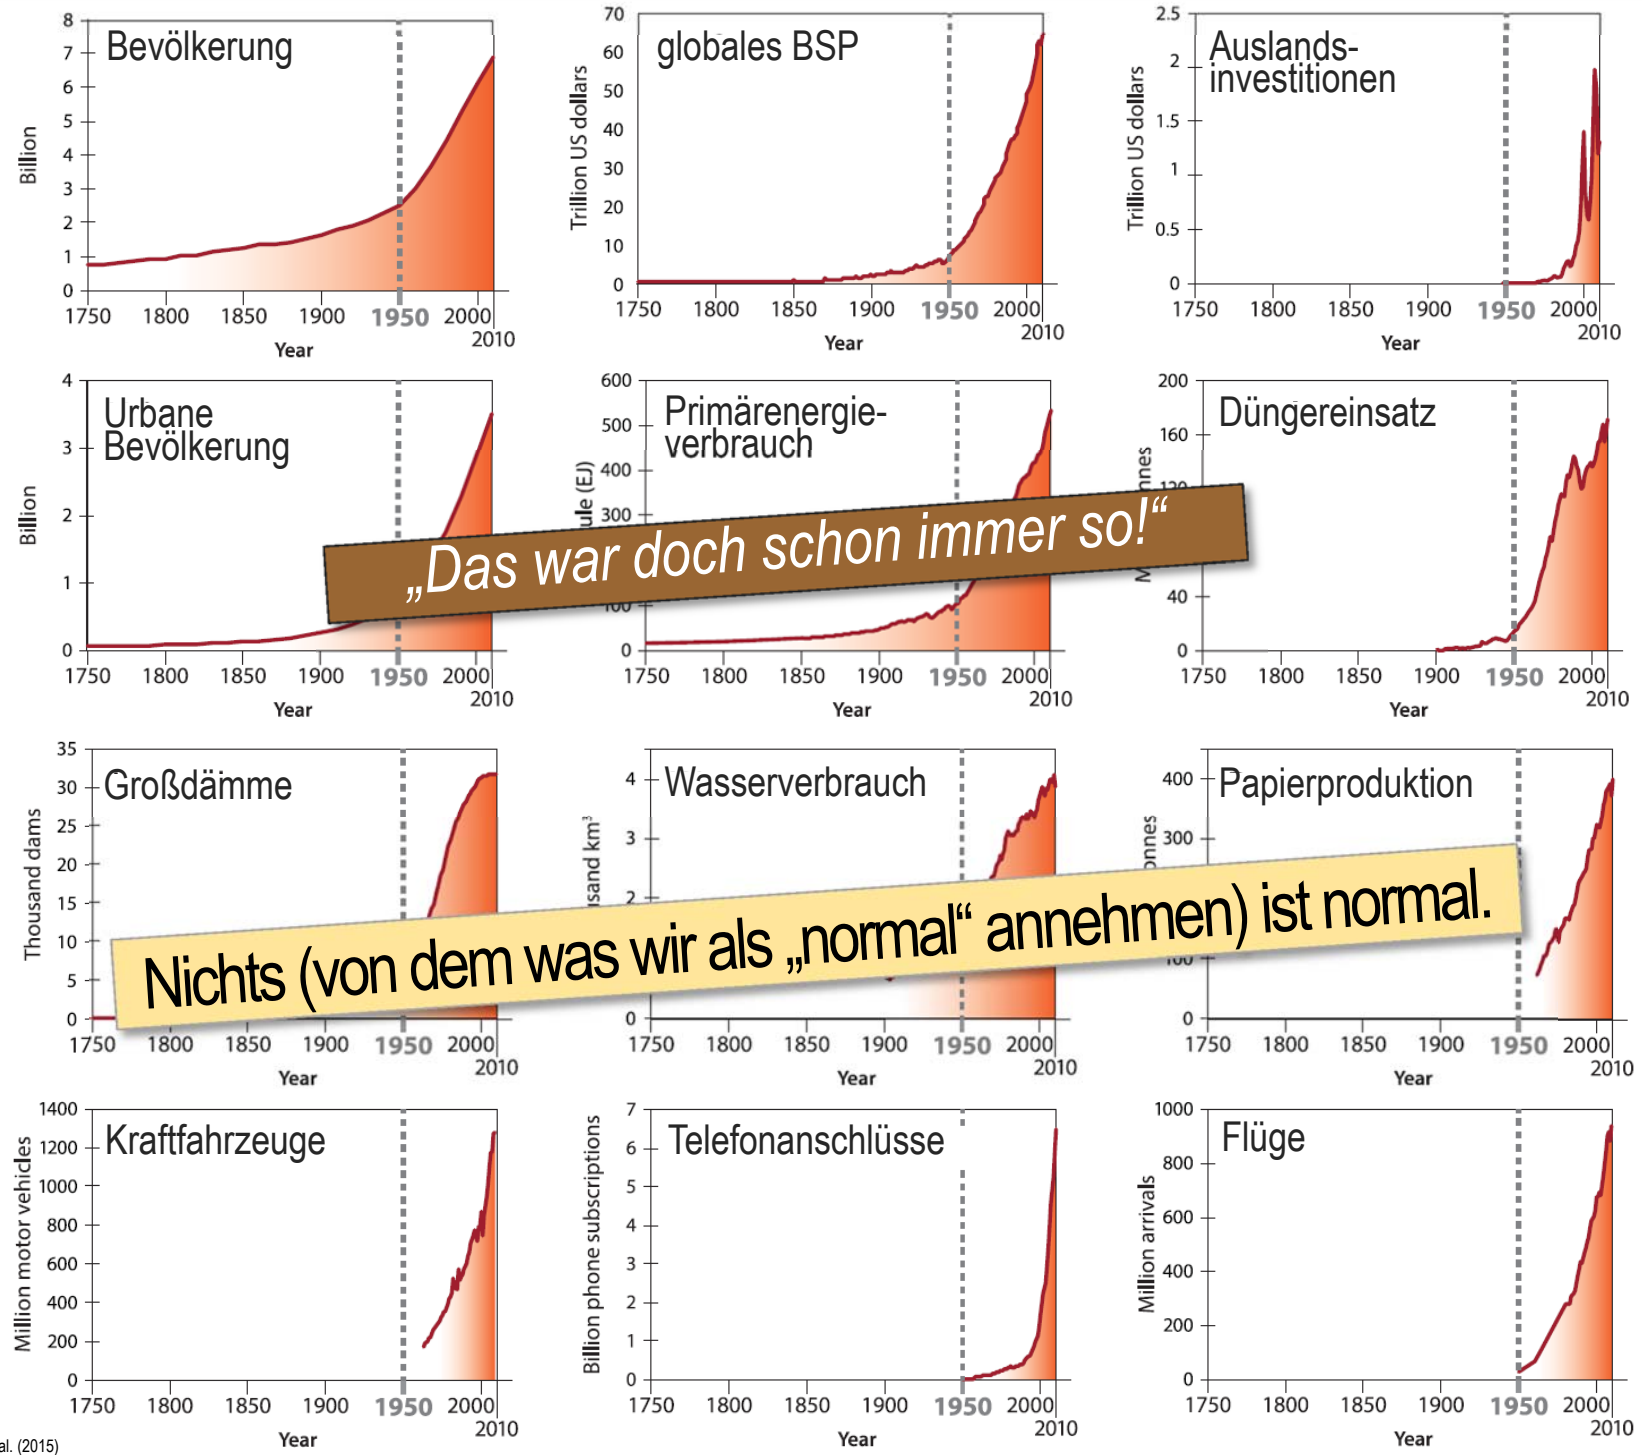 Bevölkerung
Billion
8
7
6
5
4
3
2
1
0
1750 1800 1850 1900 1950 2000
2010
Year
globales BSP
Trillion US dollars
70
60
50
40
30
20
10
0
1750 1800 1850 1900 1950 2000
2010
Year
Auslands-
investitionen
Trillion US dollars
2.5
2
1.5
1
0.5
0
1750 1800 1850 1900 1950 2000
2010
Year
Urbane
Bevölkerung
Billion
4
3
2
1
0
1750 1800 1850 1900 1950 2000
2010
Year
Primärenergie-
verbrauch
ule (EJ)
600
500
400
300
100
0
1750 1800 1850 1900 1950 2000
2010
Year
Düngereinsatz
nnes
200
160
120
40
0
1750 1800 1850 1900 1950 2000
2010
Year
„Das war doch schon immer so!“
Großdämme
Thousand dams
35
30
25
20
15
10
5
0
1750 1800 1850 1900 1950 2000
2010
Year
Wasserverbrauch
sand km³
4
3
2
0
1750 1800 1850 1900 1950 2000
2010
Year
Papierproduktion
onnes
400
300
100
0
1750 1800 1850 1900 1950 2000
2010
Year
Nichts (von dem was wir als „normal“ annehmen) ist normal.
Kraftfahrzeuge
Million motor vehicles
1400
1200
1000
800
600
400
200
0
1750 1800 1850 1900 1950 2000
2010
Year
Telefonanschlüsse
Billion phone subscriptions
7
6
5
4
3
2
1
0
1750 1800 1850 1900 1950 2000
2010
Year
Flüge
Million arrivals
1000
800
600
400
200
0
1750 1800 1850 1900 1950 2000
2010
Year
al. (2015)